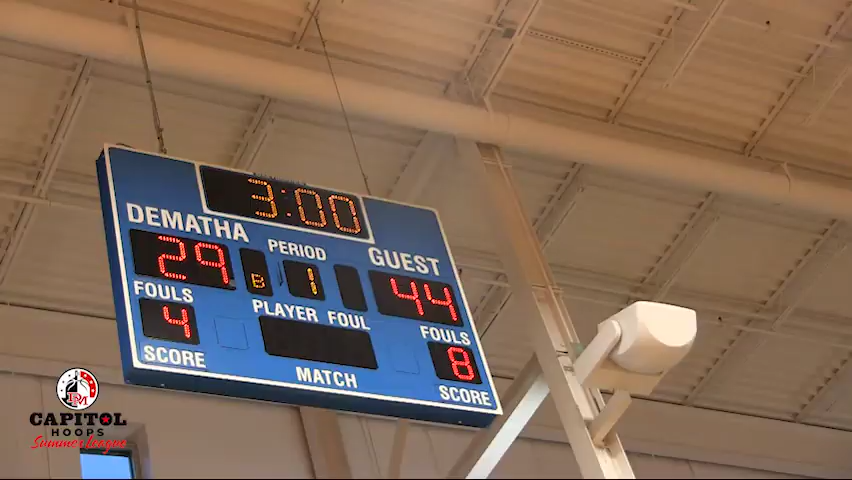 3:00
DEMATHA
PERIOD
GUEST
29
B
1
44
FOULS
PLAYER FOUL
FOULS
4
8
SCORE
MATCH
SCORE
DM
CAPITOL
HOOPS
Summer League